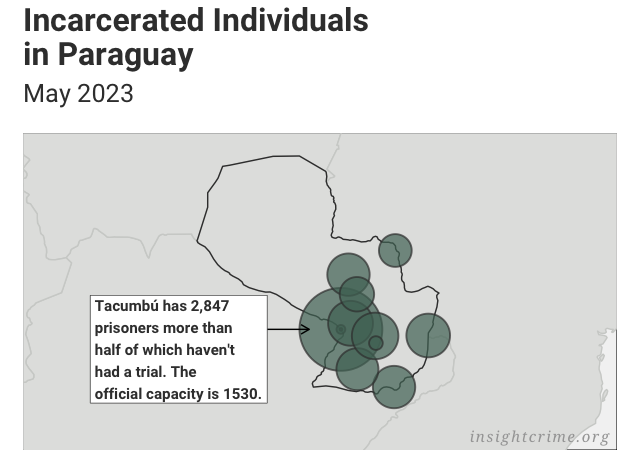 Incarcerated Individuals
in Paraguay
May 2023
Tacumbú has 2,847
prisoners more than
half of which haven't
had a trial. The
official capacity is 1530.
insightcrime.org